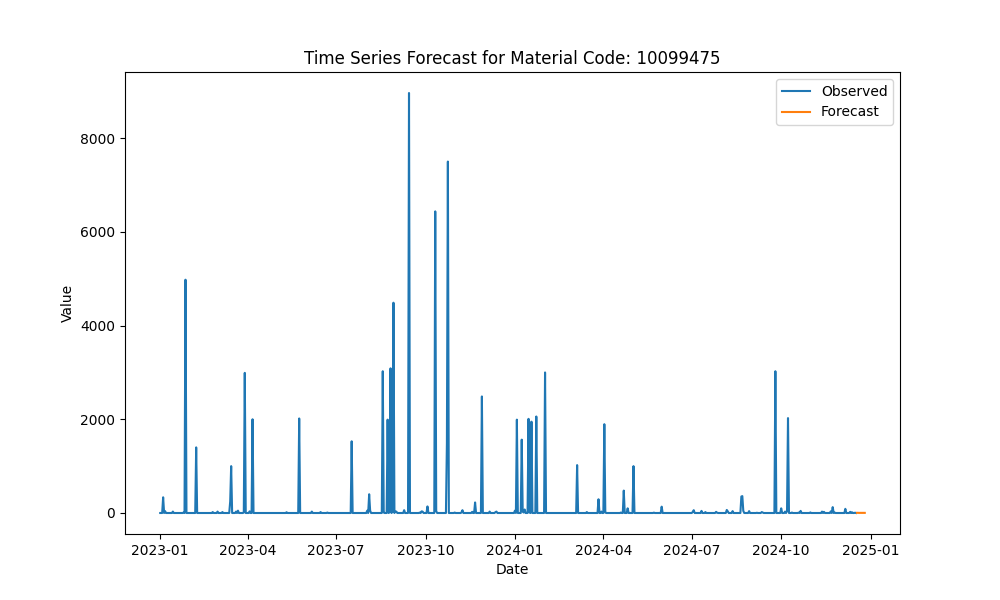 Time Series Forecast for Material Code: 10099475
Observed
Forecast
8000
6000
4000
2000
0
Value
2023-01 2023-04 2023-07 2023-10 2024-01 2024-04 2024-07 2024-10 2025-01
Date